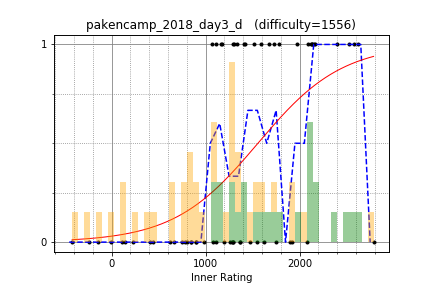 pakencamp_2018_day3_d (difficulty=1556)
1
0
0 1000 2000
Inner Rating